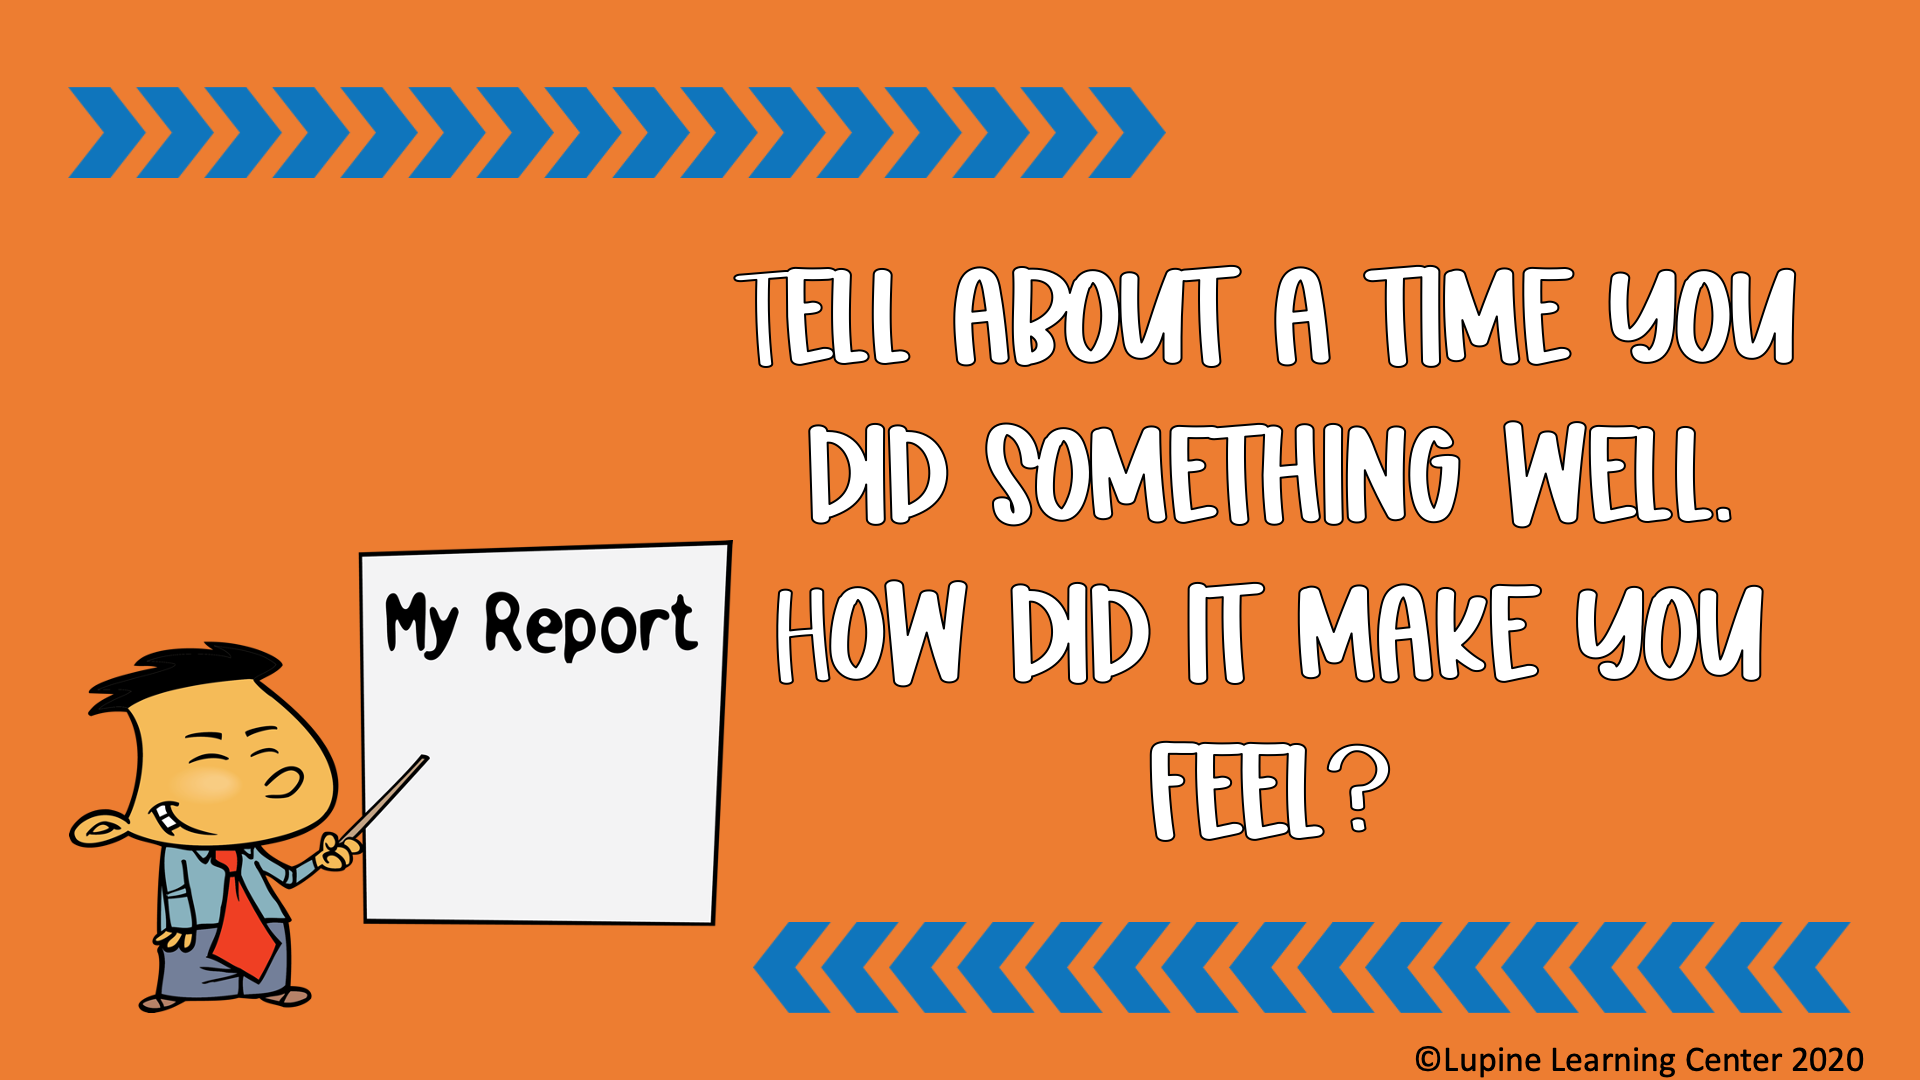 TELL ABOUT A TIME YOU
DID SOMETHING WELL.
HOW DID IT MAKE YOU
FEEL?
My Report
©Lupine Learning Center 2020